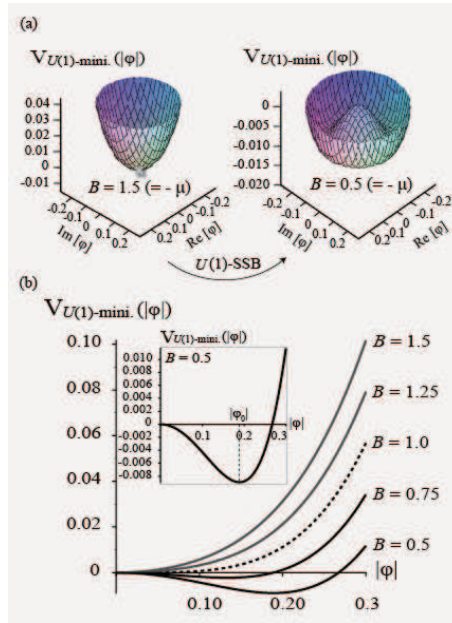 (a)
V U(1)-mini. (|φ|)
V U(1)-mini. (|φ|)
0.04
0.03
0.02
0.01
0
-0.01
0
-0.005
-0.010
-0.015
-0.020
B = 1.5 (= - μ)
B = 0.5 (= - μ)
-0.2 -0.1 0 0.1 0.2
Im [φ]
-0.2 -0.1 0 0.1 0.2
Re [φ]
-0.2 -0.1 0 0.1 0.2
Im [φ]
-0.2 -0.1 0 0.1 0.2
Re [φ]
U(1)-SSB
(b)
V U(1)-mini. (|φ|)
0.10
0.08
0.06
0.04
0.02
0
0.10
0.20
0.3
|φ|
B = 1.5
B = 1.25
B = 1.0
B = 0.75
B = 0.5
V U(1)-mini. (|φ|)
B = 0.5
0.010
0.008
0.006
0.004
0.002
0
-0.002
-0.004
-0.006
-0.008
|φ₀|
|φ|
0.1
0.2
0.3